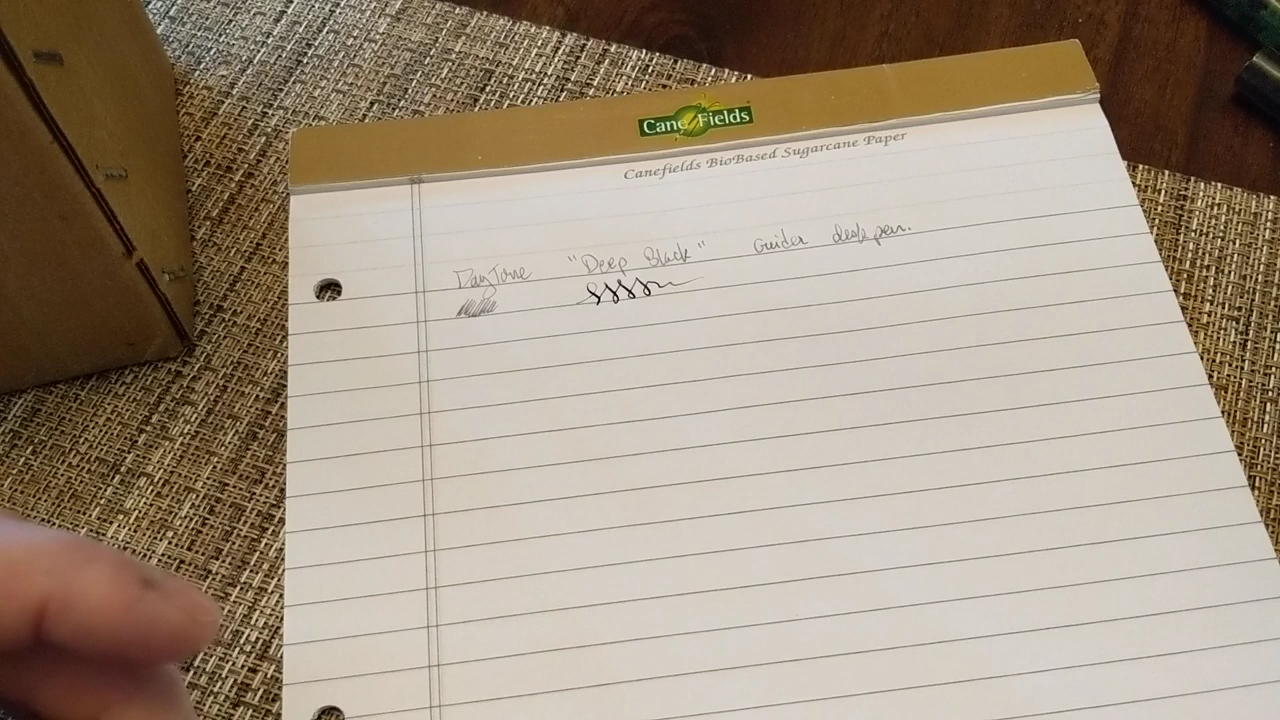 Cane Fields
Canefields BioBased Sugarcane Paper
DayTone "Deep Black" Guider desk pen.